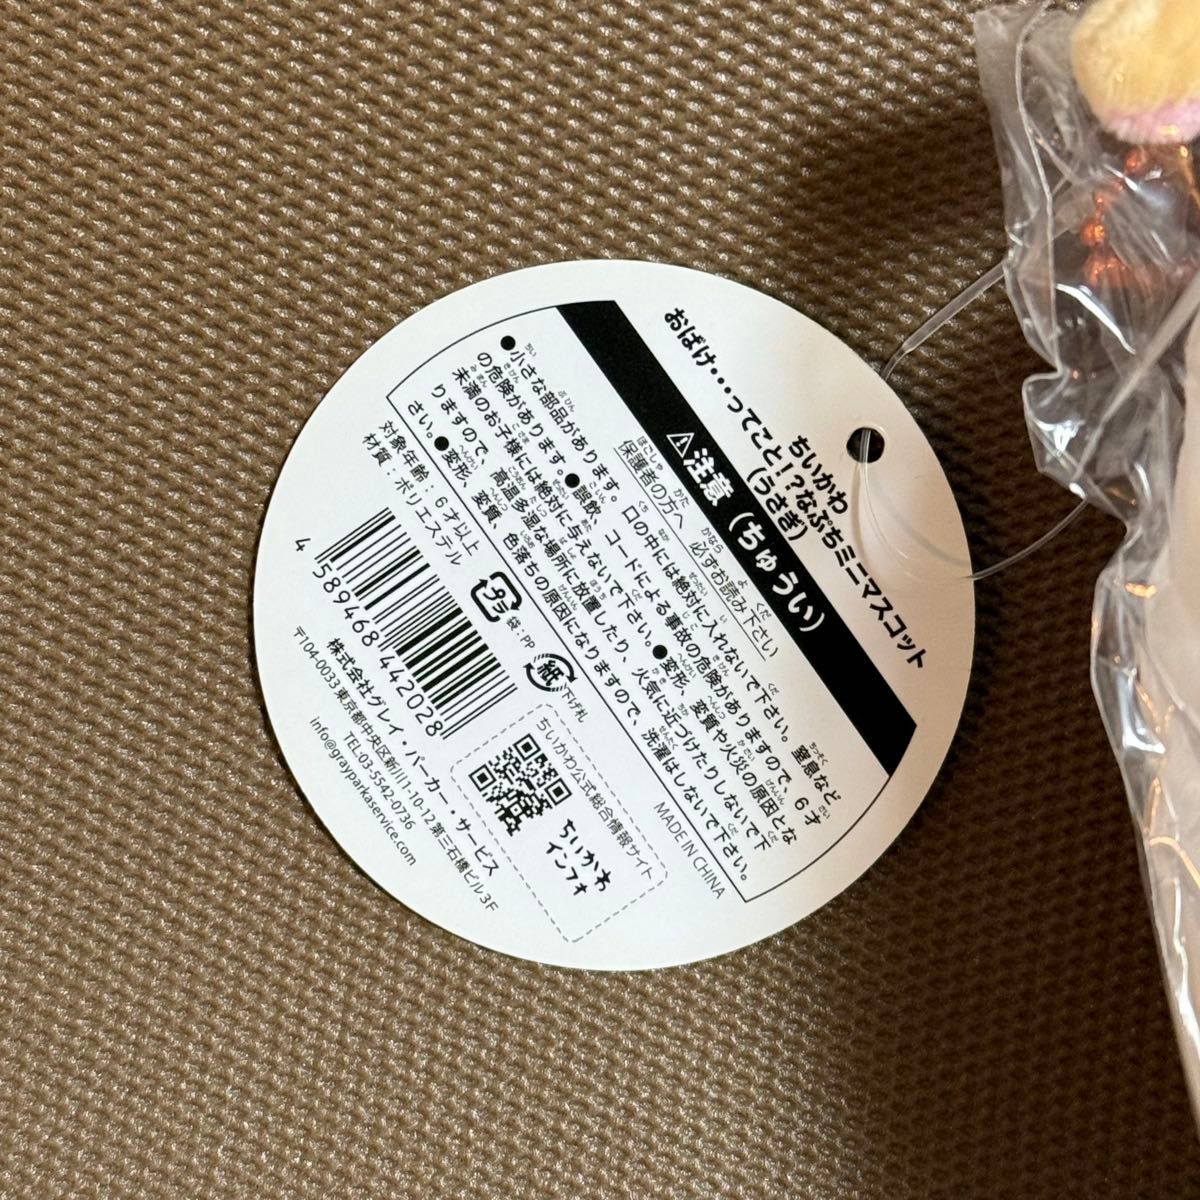 ちいかわ
おばけ・・・ってこと！？なぷちミニマスコット
(うさぎ)
⚠注意(ちゅうい)
保護者の方へ 必ずお読み下さい
●小さな部品があります。口の中には絶対に入れないで下さい。窒息など
の危険があります。●誤飲、コードによる事故の危険がありますので、6才
未満のお子様には絶対に与えないで下さい。●変形、変質や火災の原因とな
りますので、高温多湿な場所に放置したり、火気に近づけたりしないで下
さい。●変形、変質、色落ちの原因になりますので、洗濯はしないで下さい。
対象年齢：6才以上
材質：ポリエステル
MADE IN CHINA
プラ
袋：PP
紙
下げ札
4 589468 442028
ちいかわ公式総合情報サイト
ちいかわ
インフォ
株式会社グレイ・パーカー・サービス
〒104-0033 東京都中央区新川1-10-12 第三石橋ビル3F
TEL:03-5542-0736
info@grayparkaservice.com